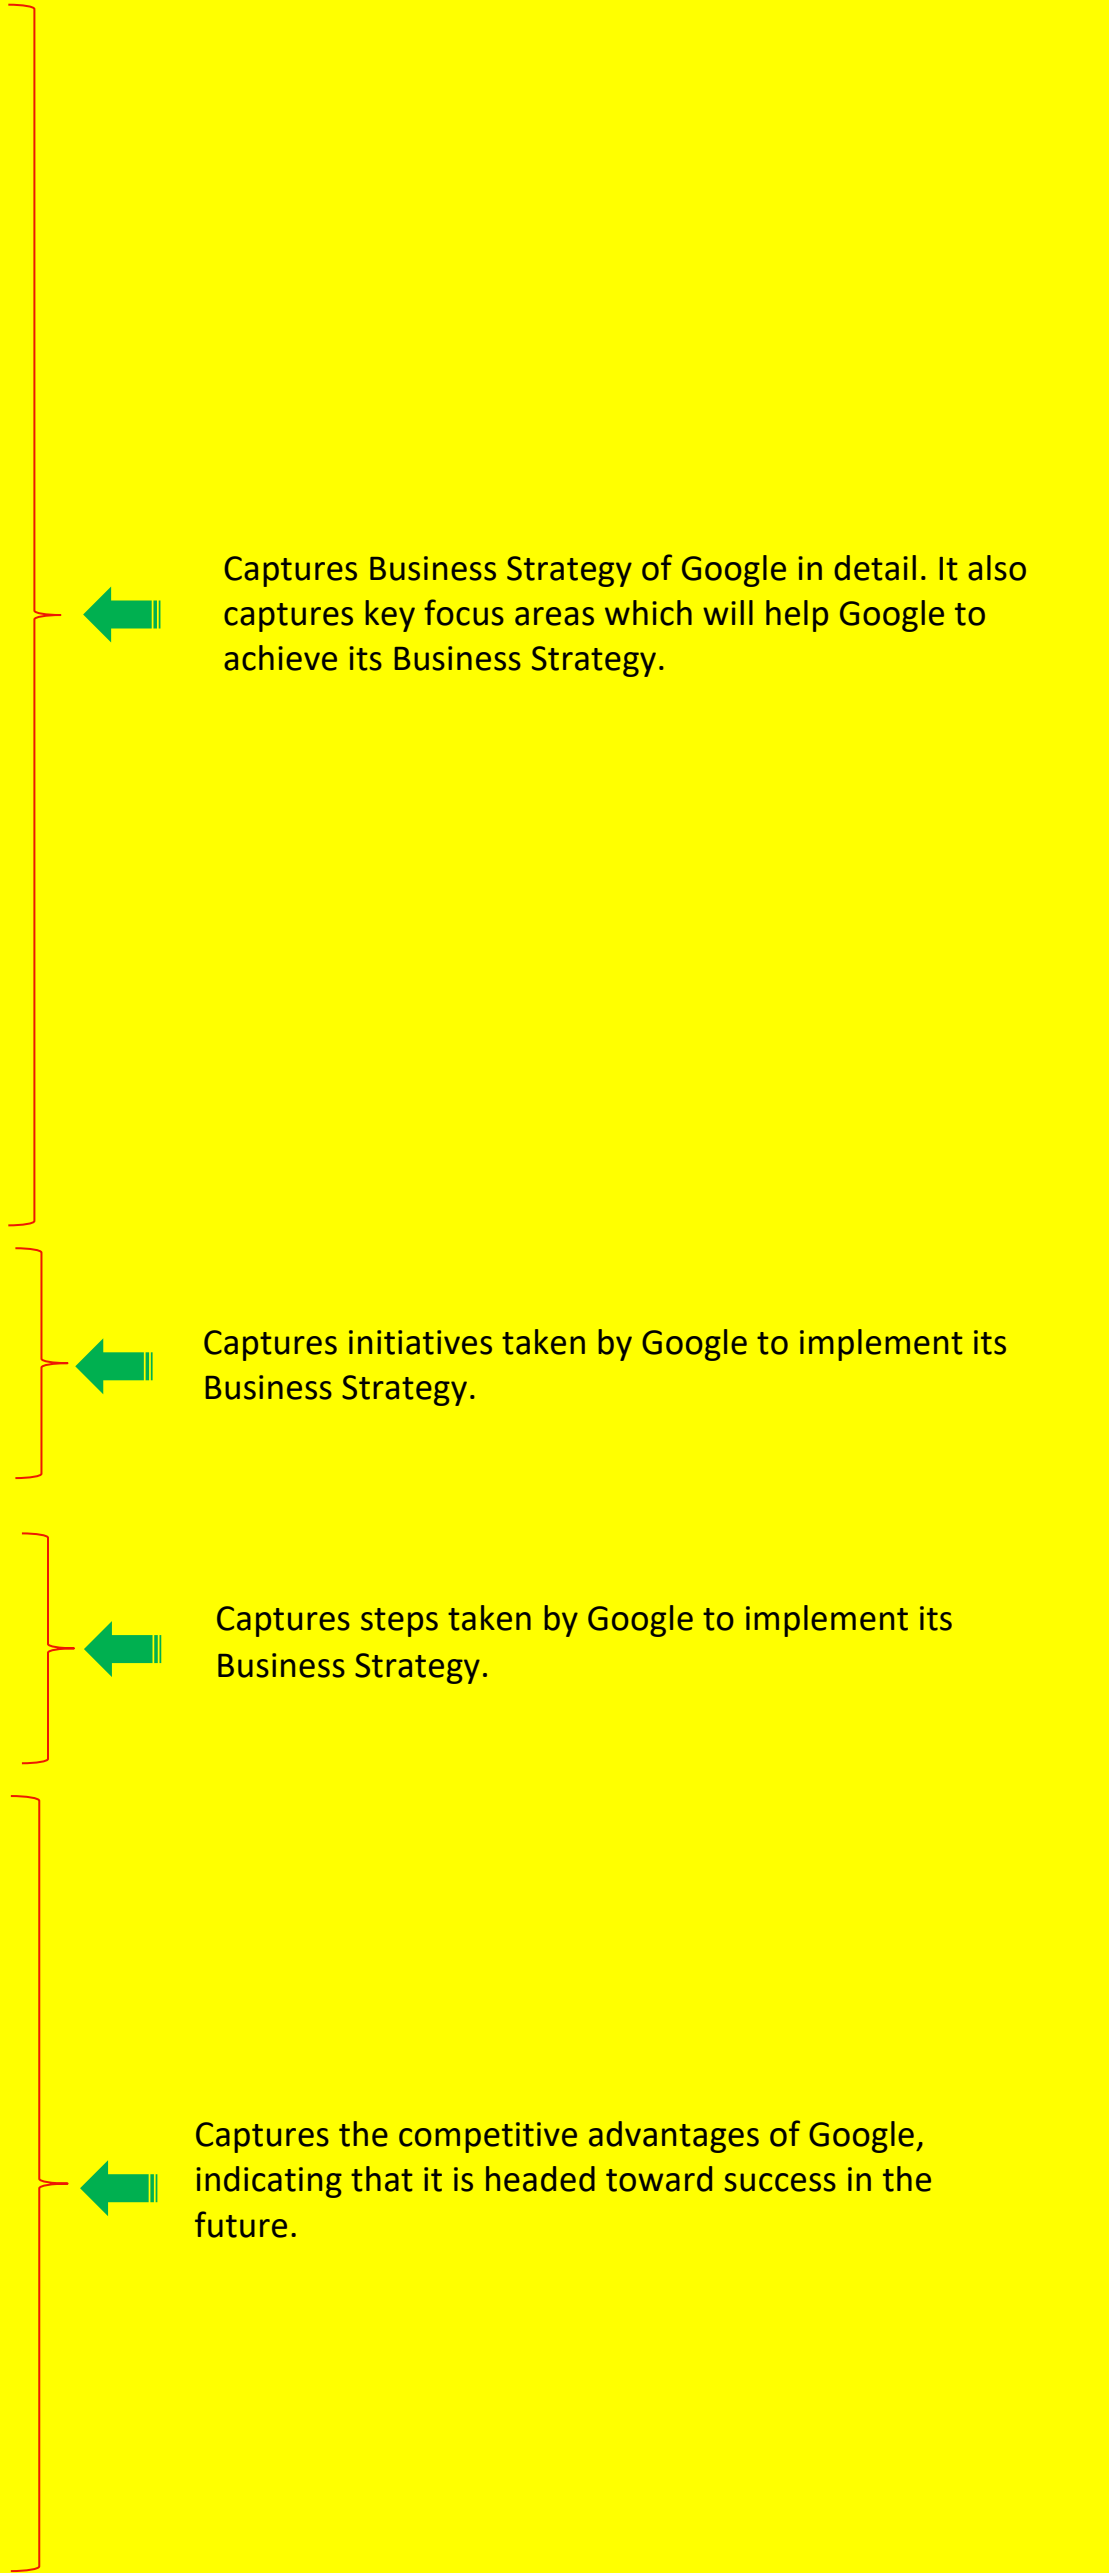 Captures Business Strategy of Google in detail. It also
captures key focus areas which will help Google to
achieve its Business Strategy.
Captures initiatives taken by Google to implement its
Business Strategy.
Captures steps taken by Google to implement its
Business Strategy.
Captures the competitive advantages of Google,
indicating that it is headed toward success in the
future.